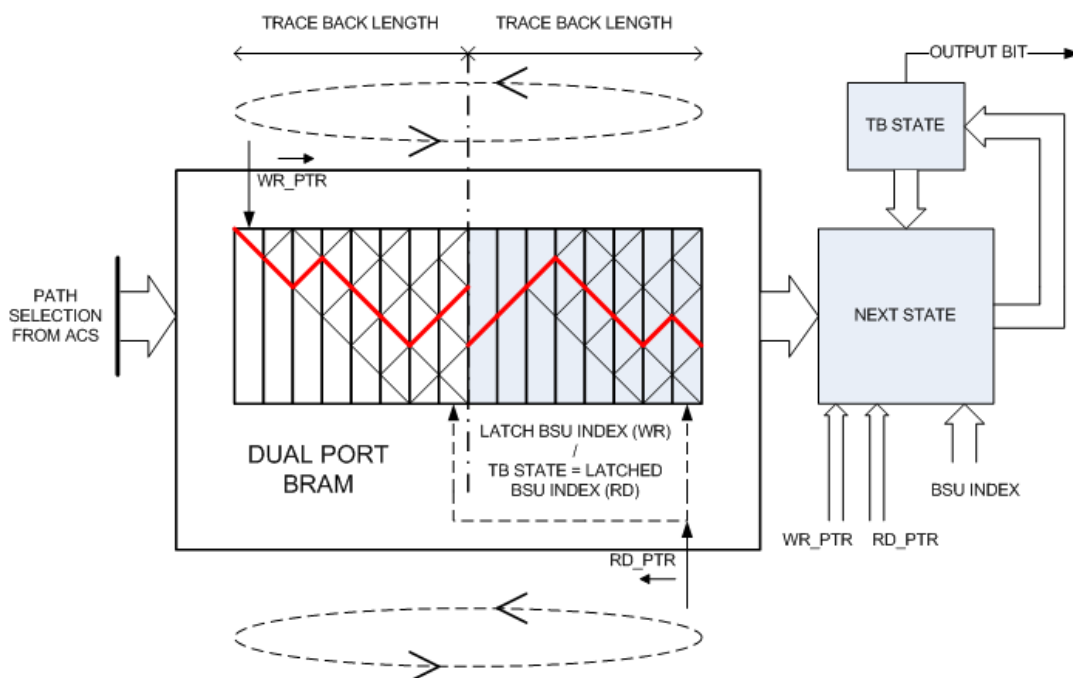 TRACE BACK LENGTH
TRACE BACK LENGTH
OUTPUT BIT
TB STATE
WR_PTR
PATH
SELECTION
FROM ACS
NEXT STATE
DUAL PORT
BRAM
LATCH BSU INDEX (WR)
/
TB STATE = LATCHED
BSU INDEX (RD)
BSU INDEX
WR_PTR
RD_PTR
RD_PTR